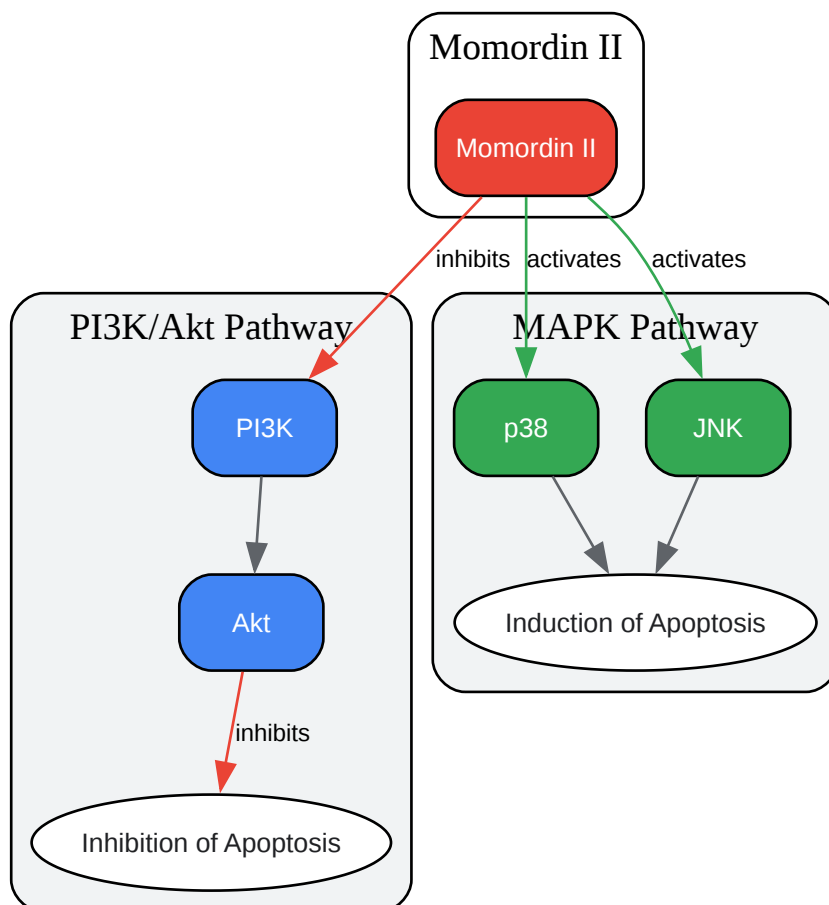 Momordin II
Momordin II
inhibits
activates
activates
PI3K/Akt Pathway
MAPK Pathway
PI3K
p38
JNK
Akt
Induction of Apoptosis
inhibits
Inhibition of Apoptosis